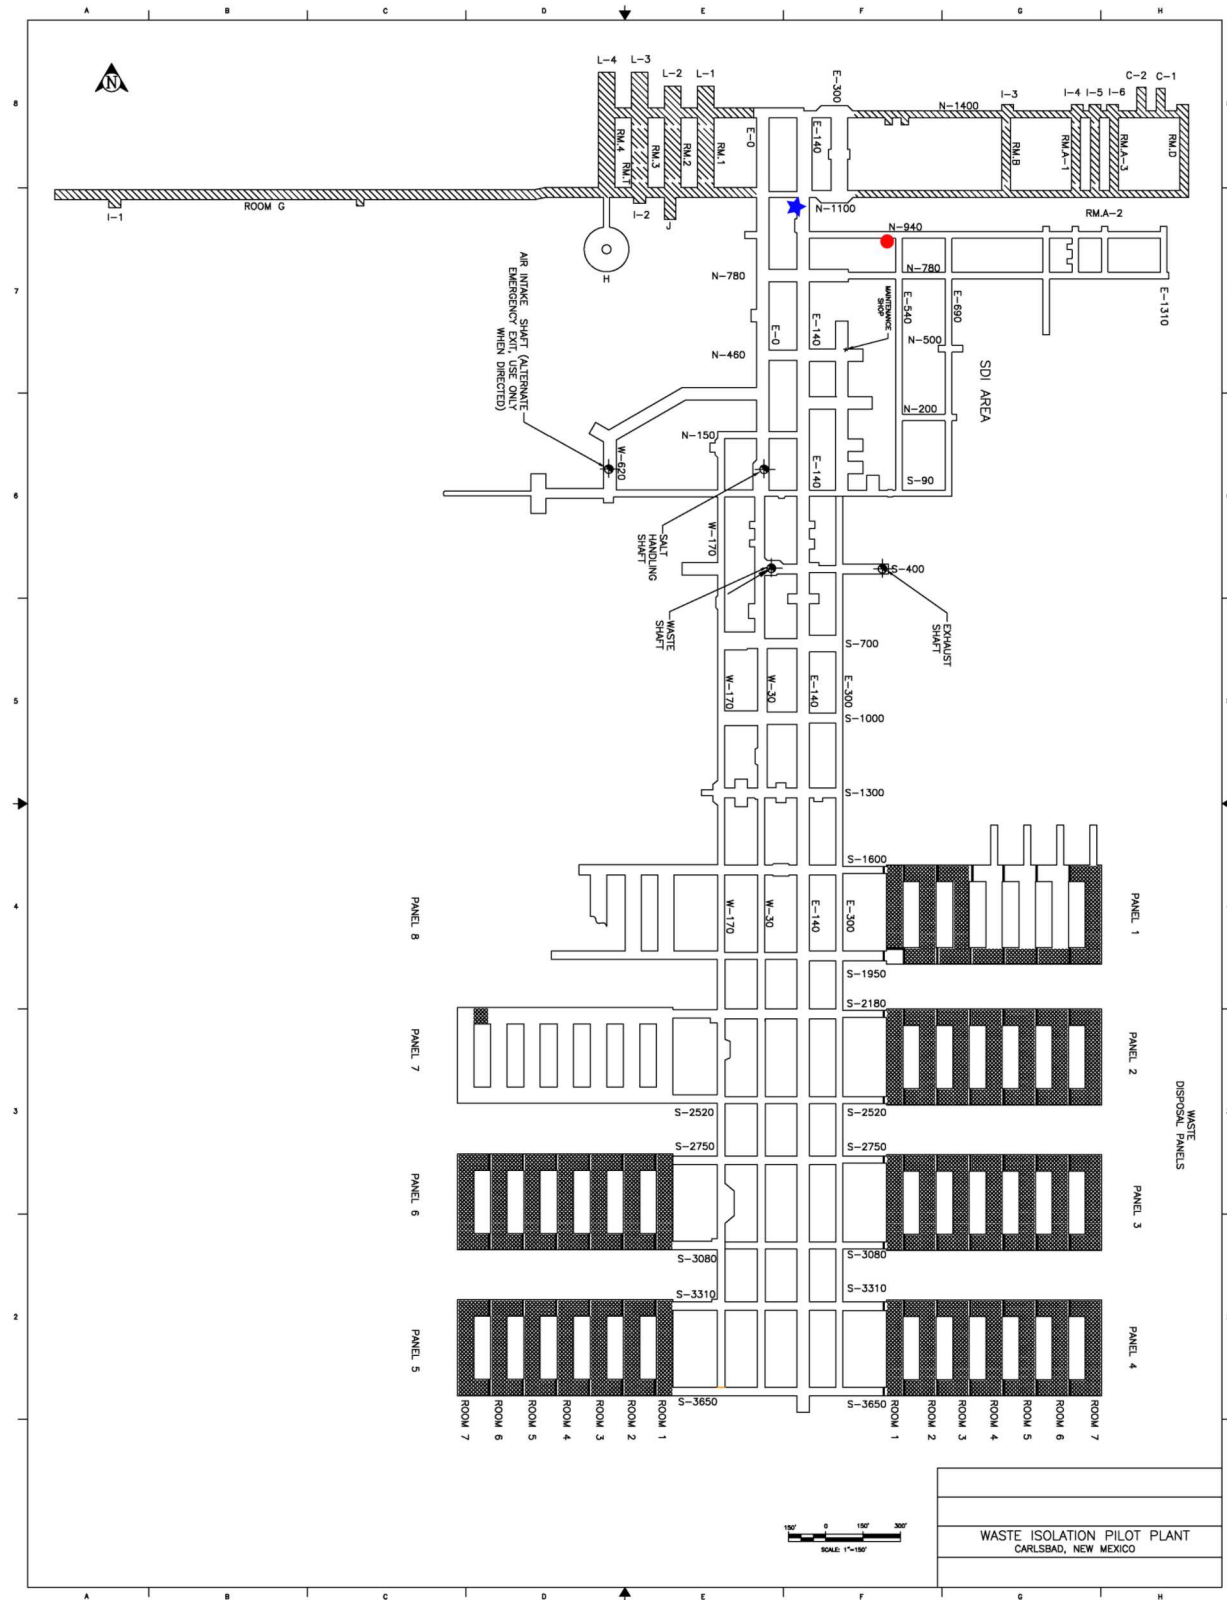 A B C D E F G H
8
N
L-4 L-3 L-2 L-1 E-300 N-1400 I-3 I-4 I-5 I-6 C-2 C-1
RM.4 RM.T RM.3 RM.2 RM.1 E-0 E-140 RM.B RM.A-1 RM.A-3 RM.D
I-1 ROOM G I-2 J N-1100 RM.A-2
N-940
H
7
N-780 N-780
AIR INTAKE SHAFT (ALTERNATE
EMERGENCY EXIT, USE ONLY
WHEN DIRECTED)
E-0 E-140
MAINTENANCE
SHOP
E-540 E-690 E-1310
N-460 N-500
SDI AREA
N-200
N-150
W-620 E-140
S-90
6
W-170
SALT
HANDLING
SHAFT
S-400
WASTE
SHAFT
EXHAUST
SHAFT
S-700
5
W-170 W-30 E-140 E-300
S-1000
S-1300
S-1600
4
PANEL 8 W-170 W-30 E-140 E-300 PANEL 1
S-1950
S-2180
PANEL 7 PANEL 2
3
S-2520 S-2520
WASTE
DISPOSAL PANELS
S-2750 S-2750
PANEL 6 PANEL 3
S-3080 S-3080
S-3310 S-3310
2
PANEL 5 PANEL 4
S-3650 S-3650
ROOM 7 ROOM 6 ROOM 5 ROOM 4 ROOM 3 ROOM 2 ROOM 1 ROOM 1 ROOM 2 ROOM 3 ROOM 4 ROOM 5 ROOM 6 ROOM 7
150' 0 150' 300'
SCALE: 1"=150'
WASTE ISOLATION PILOT PLANT
CARLSBAD, NEW MEXICO
A B C D E F G H